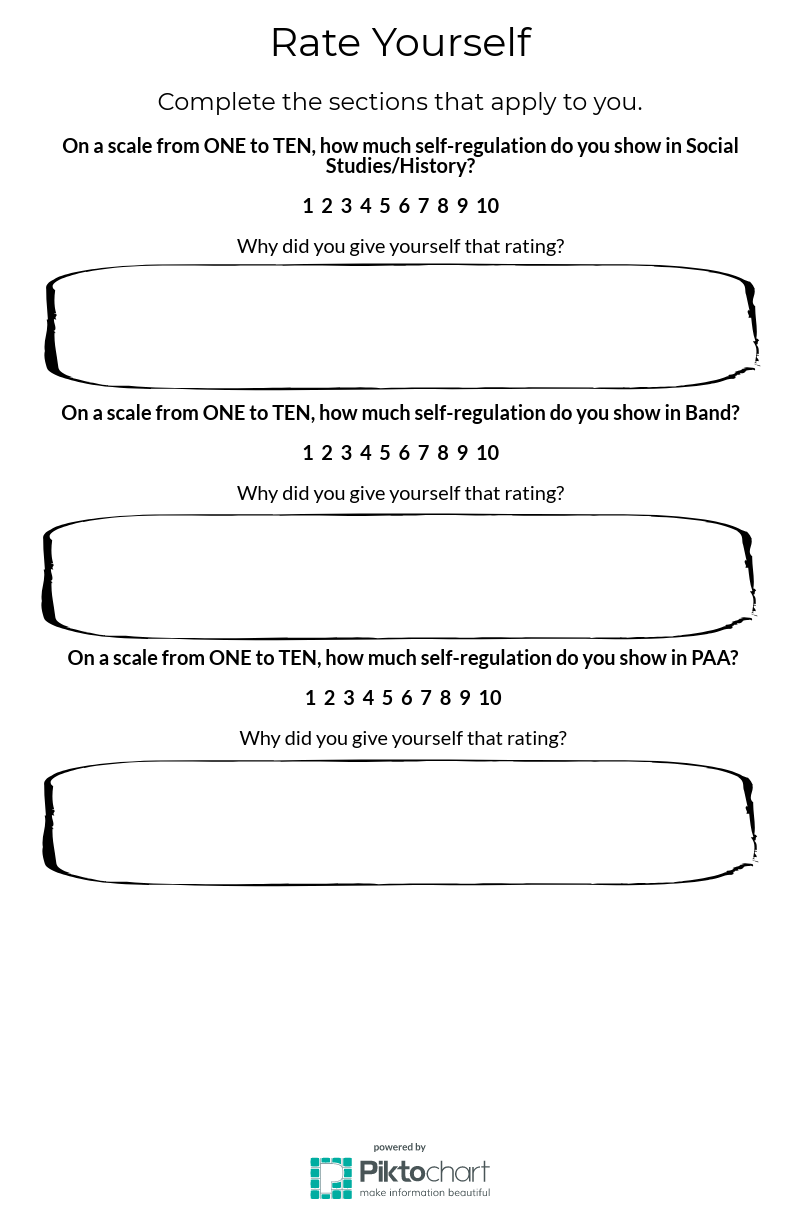 Rate Yourself
Complete the sections that apply to you.
On a scale from ONE to TEN, how much self-regulation do you show in Social
Studies/History?
1 2 3 4 5 6 7 8 9 10
Why did you give yourself that rating?
On a scale from ONE to TEN, how much self-regulation do you show in Band?
1 2 3 4 5 6 7 8 9 10
Why did you give yourself that rating?
On a scale from ONE to TEN, how much self-regulation do you show in PAA?
1 2 3 4 5 6 7 8 9 10
Why did you give yourself that rating?
powered by
Piktochart
make information beautiful